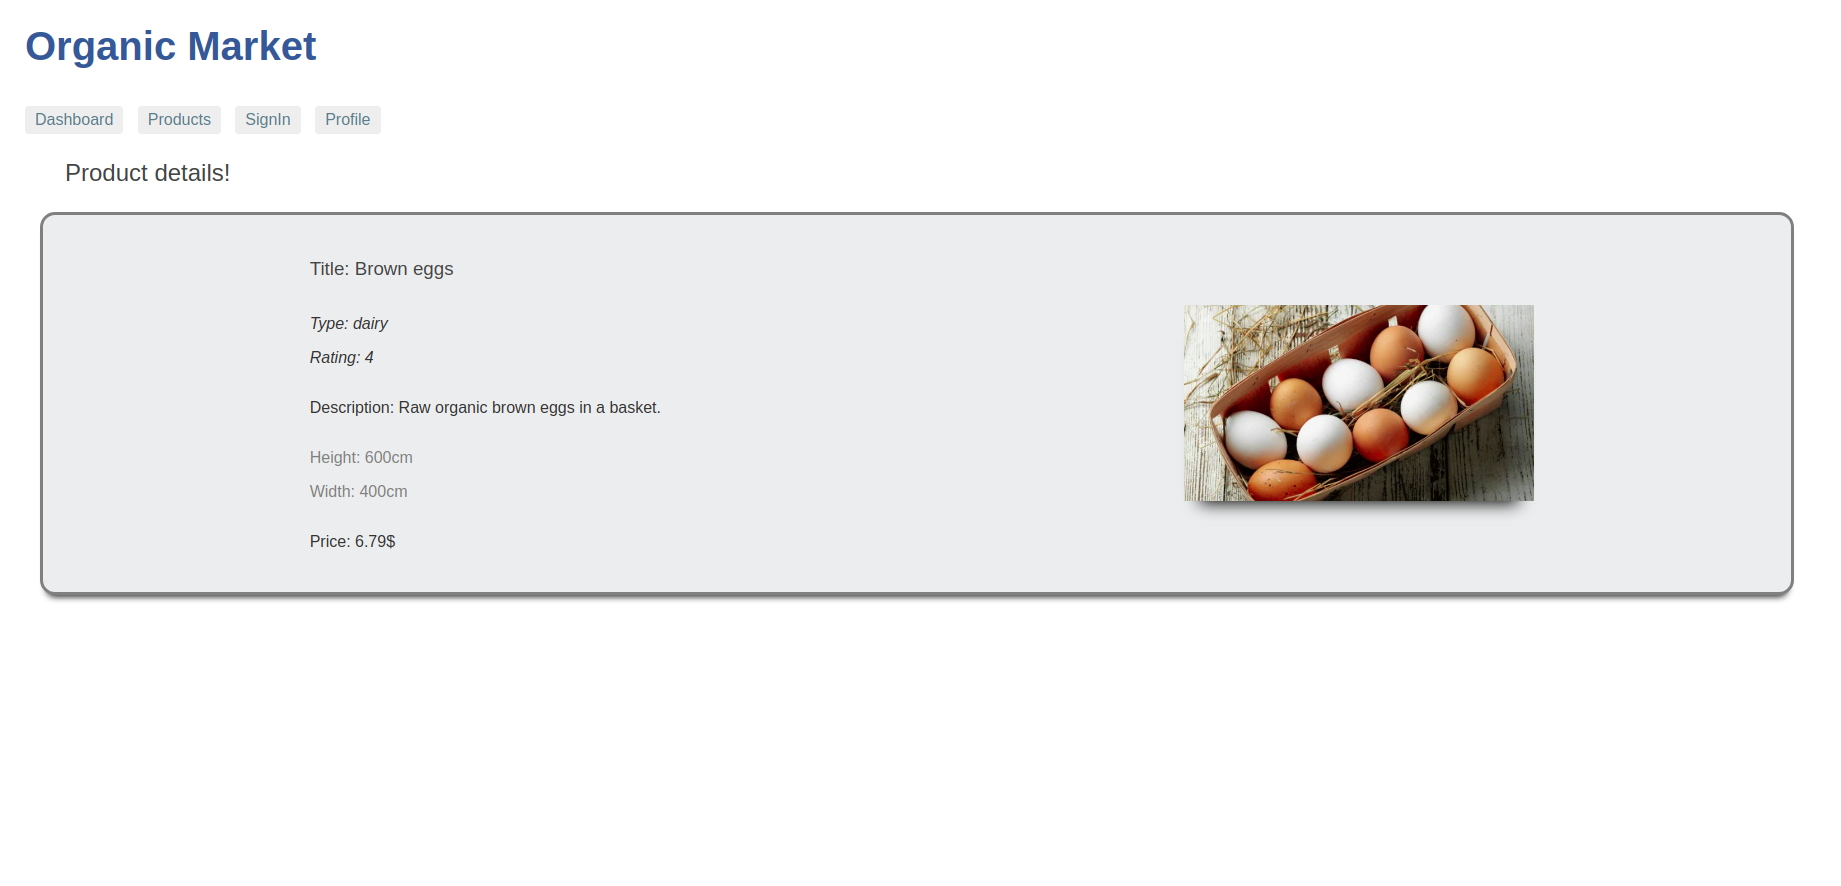 Organic Market
Dashboard Products SignIn Profile
Product details!
Title: Brown eggs
Type: dairy
Rating: 4
Description: Raw organic brown eggs in a basket.
Height: 600cm
Width: 400cm
Price: 6.79$